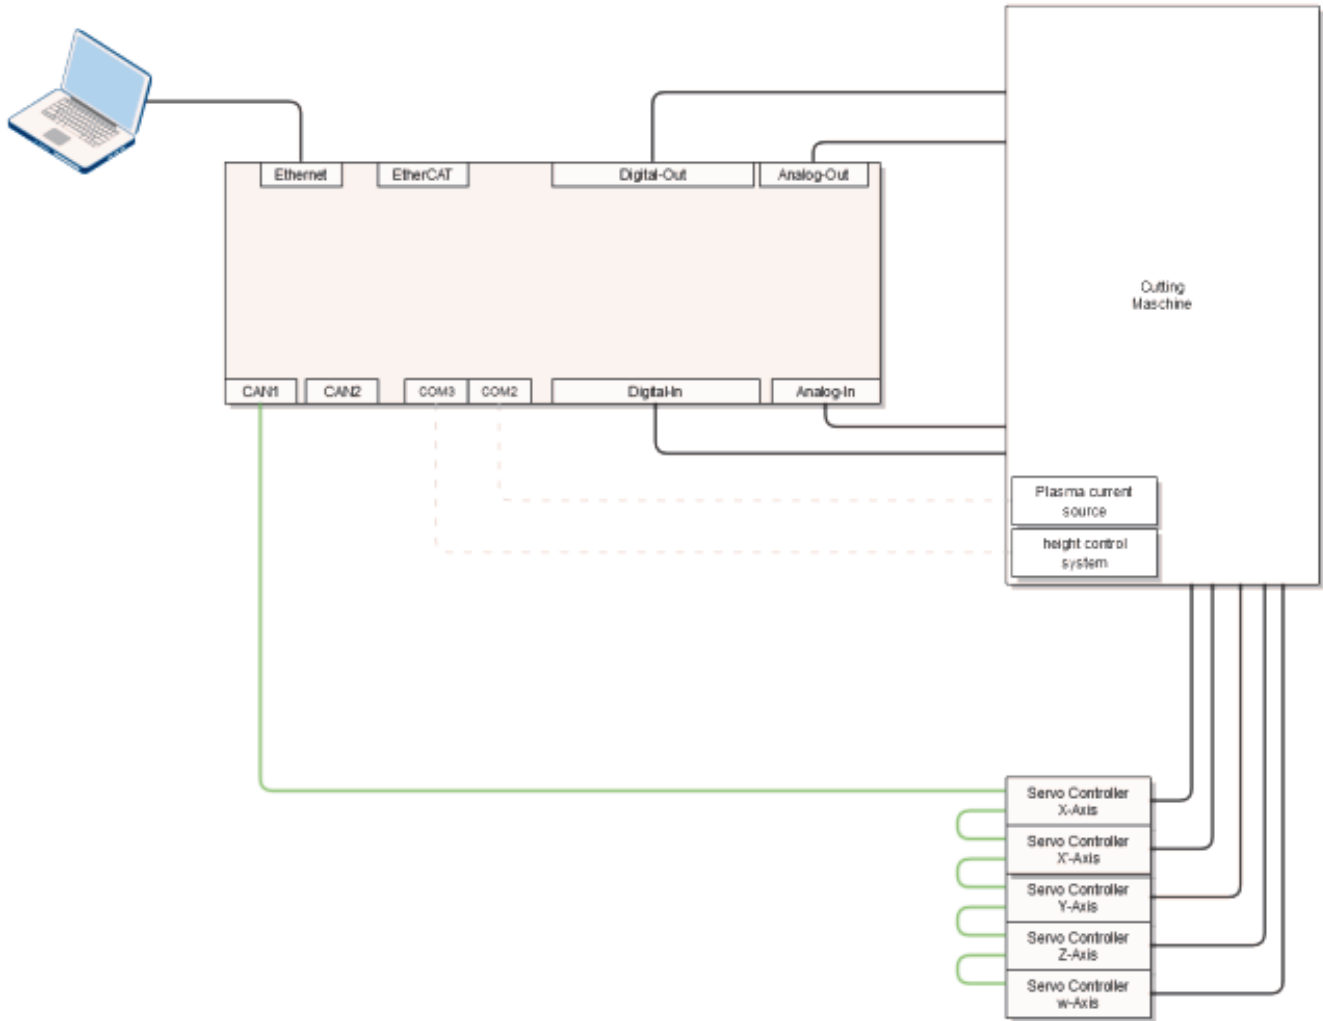 Ethernet
EtherCAT
Digital-Out
Analog-Out
Cutting
Maschine
CAN1
CAN2
COM3
COM2
Digital-In
Analog-In
Plasma current
source
height control
system
Servo Controller
X-Axis
Servo Controller
X'-Axis
Servo Controller
Y-Axis
Servo Controller
Z-Axis
Servo Controller
w-Axis